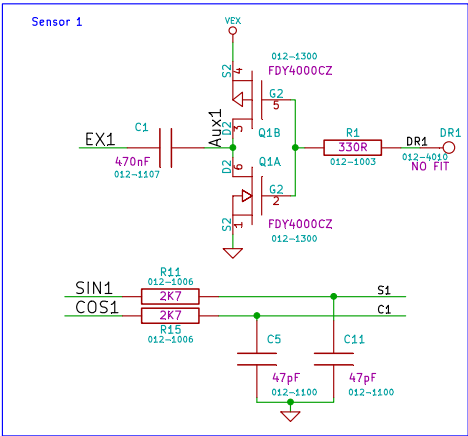 Sensor 1
VEX
012-1300
FDY4000CZ
S2
4
G2
5
Aux1
D2
3
Q1B
EX1
C1
470nF
012-1107
Q1A
D2
6
G2
2
S2
1
FDY4000CZ
012-1300
R1
330R
012-1003
DR1
DR1
012-4010
NO FIT
R11
012-1006
SIN1
2K7
S1
COS1
2K7
C1
R15
012-1006
C5
47pF
012-1100
C11
47pF
012-1100